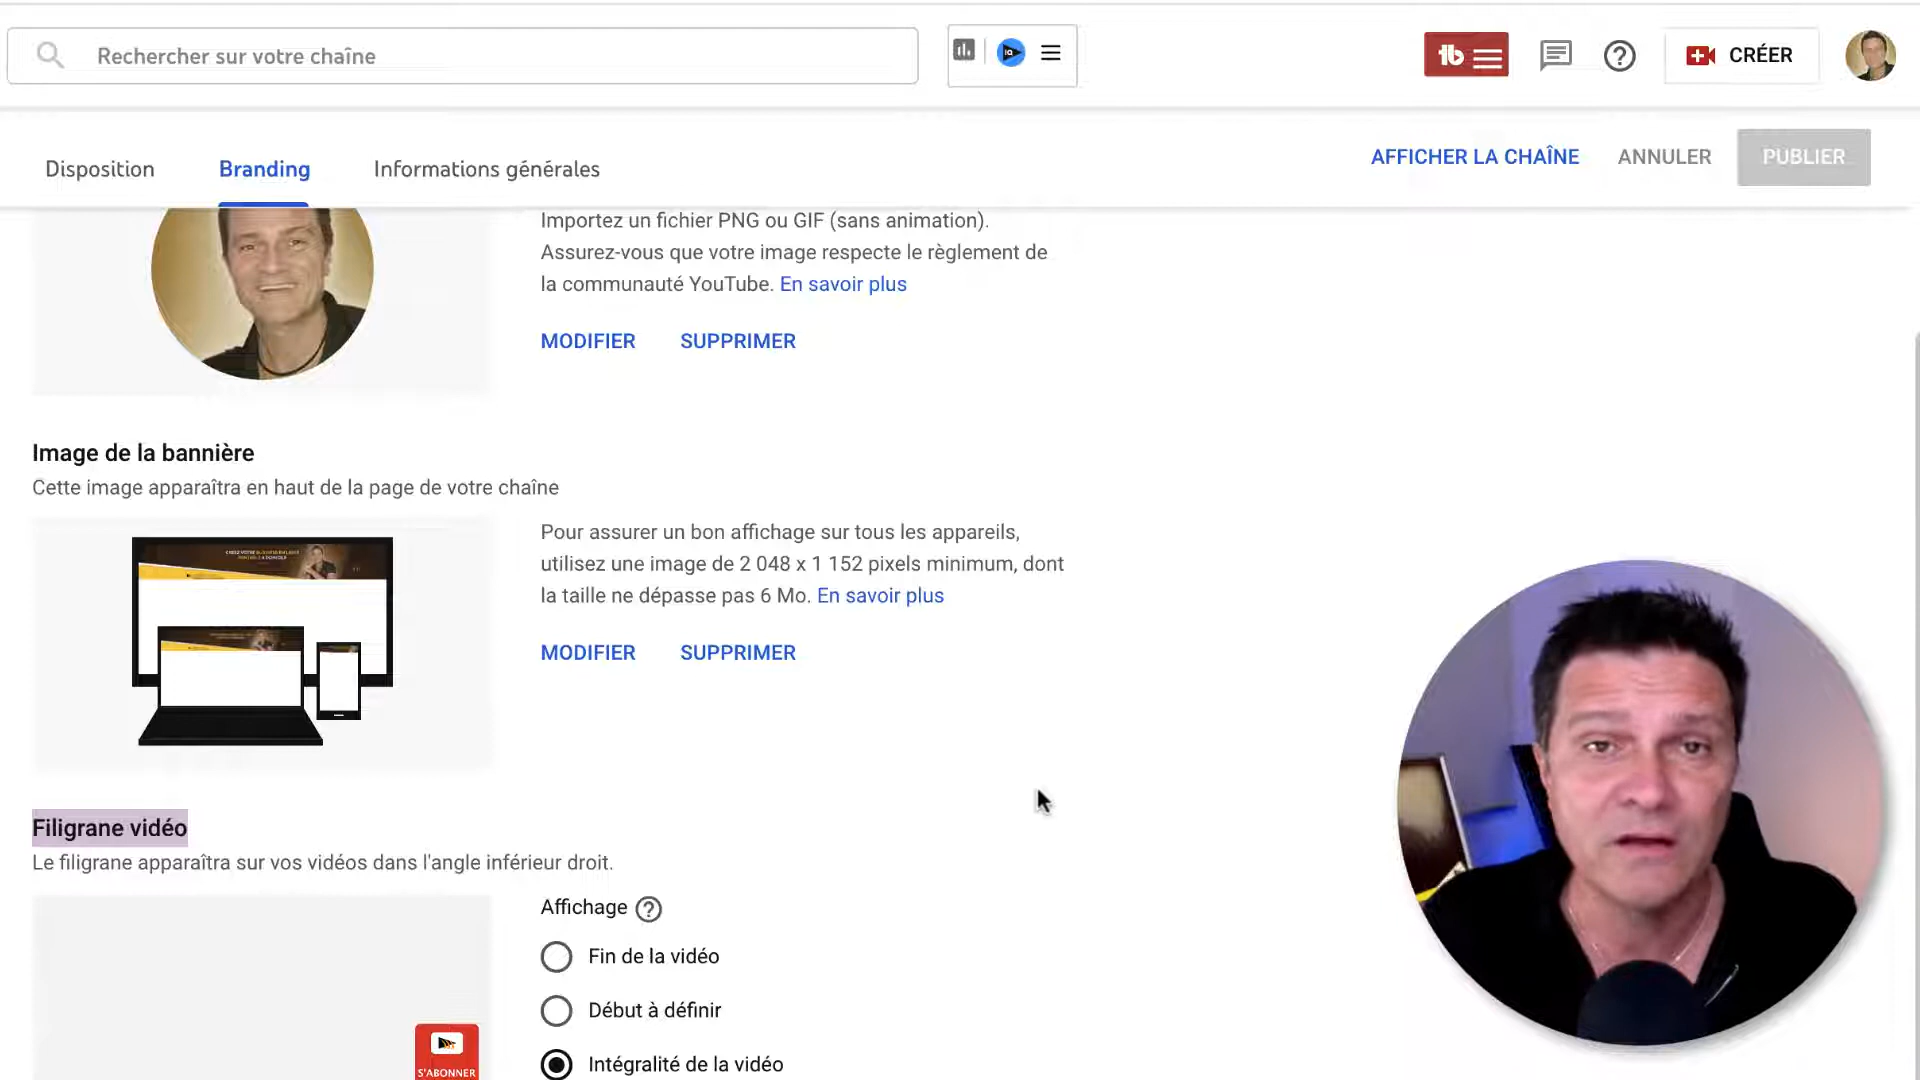 Rechercher sur votre chaîne
CRÉER
Disposition
Branding
Informations générales
AFFICHER LA CHAÎNE
ANNULER
PUBLIER
Importez un fichier PNG ou GIF (sans animation).
Assurez-vous que votre image respecte le règlement de
la communauté YouTube. En savoir plus
MODIFIER
SUPPRIMER
Image de la bannière
Cette image apparaîtra en haut de la page de votre chaîne
Pour assurer un bon affichage sur tous les appareils,
utilisez une image de 2 048 x 1 152 pixels minimum, dont
la taille ne dépasse pas 6 Mo. En savoir plus
MODIFIER
SUPPRIMER
Filigrane vidéo
Le filigrane apparaîtra sur vos vidéos dans l'angle inférieur droit.
Affichage
Fin de la vidéo
Début à définir
Intégralité de la vidéo
S'ABONNER